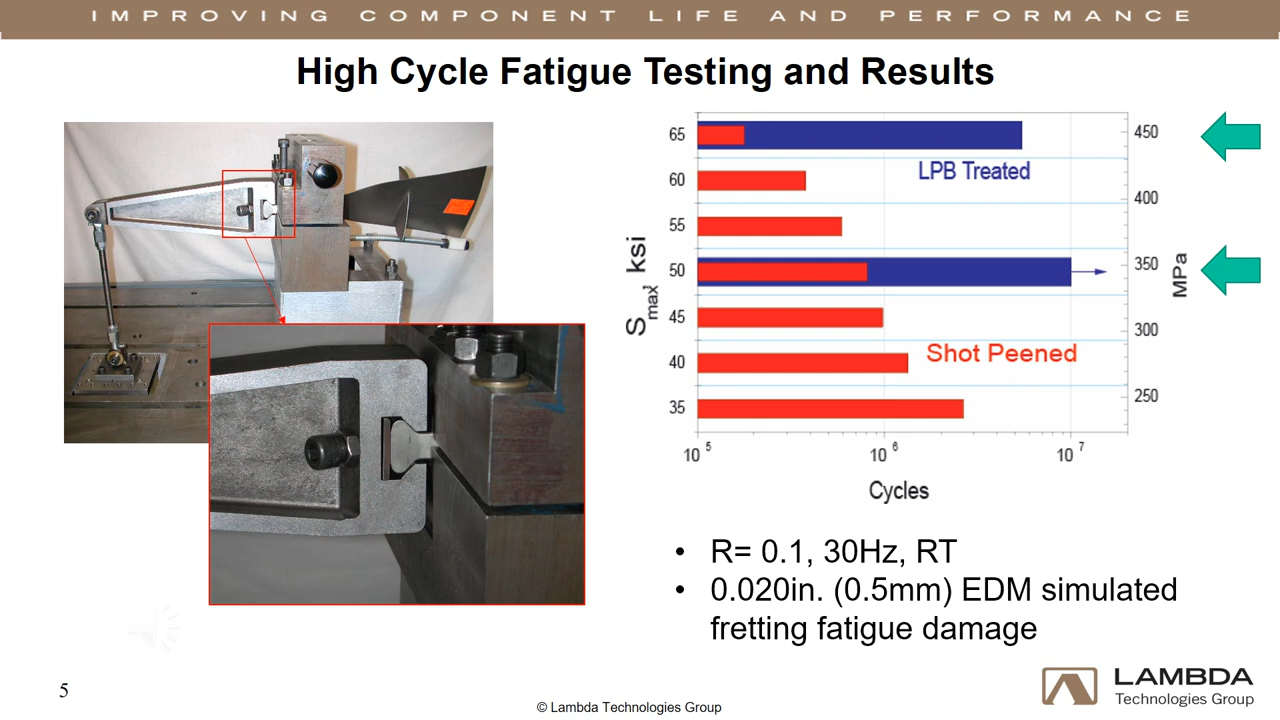 IMPROVING COMPONENT LIFE AND PERFORMANCE
High Cycle Fatigue Testing and Results
Smax, ksi
65
60
55
50
45
40
35
LPB Treated
Shot Peened
450
400
350
300
250
MPa
10^5
10^6
10^7
Cycles
• R= 0.1, 30Hz, RT
• 0.020in. (0.5mm) EDM simulated
fretting fatigue damage
5
© Lambda Technologies Group
LAMBDA
Technologies Group